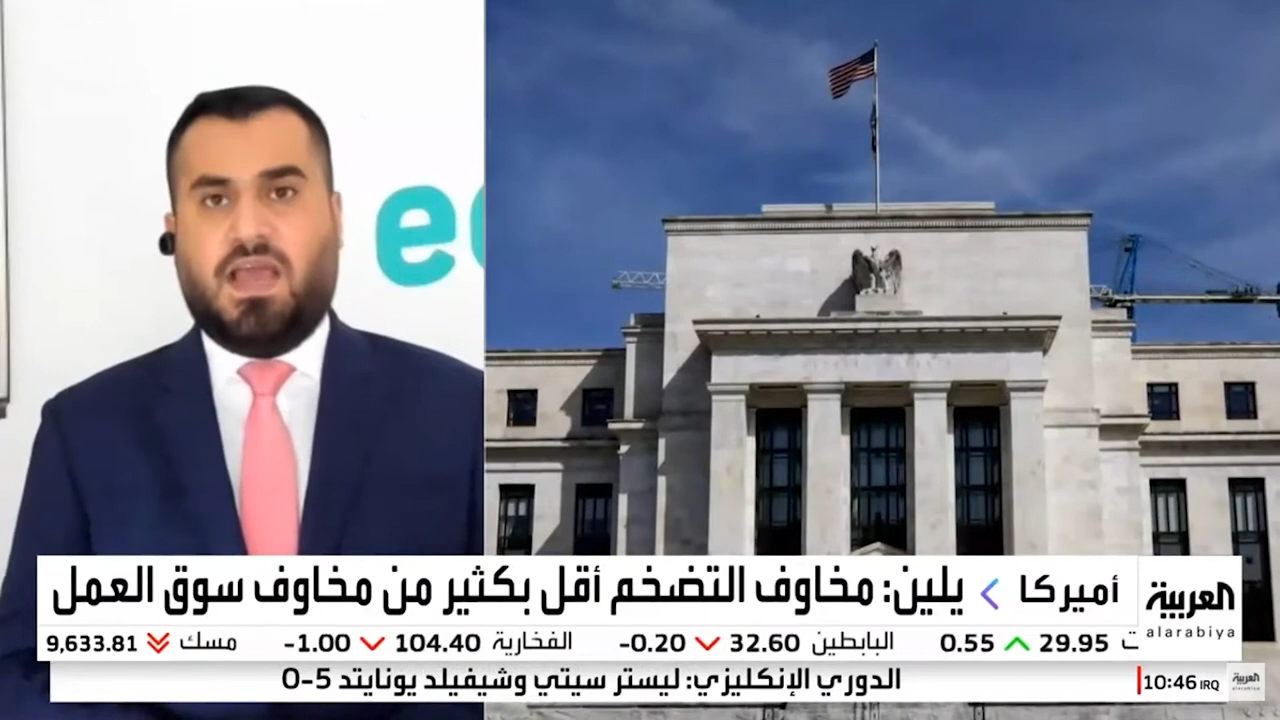 ec
أميركا
يلين: مخاوف التضخم أقل بكثير من مخاوف سوق العمل
العربية
alarabiya
ت 29.95 0.55 البابطين 32.60 -0.20 الفخارية 104.40 -1.00 مسك 9,633.81
الدوري الإنكليزي: ليستر سيتي وشيفيلد يونايتد 5-0
10:46 IRQ
العربية
alarabiya